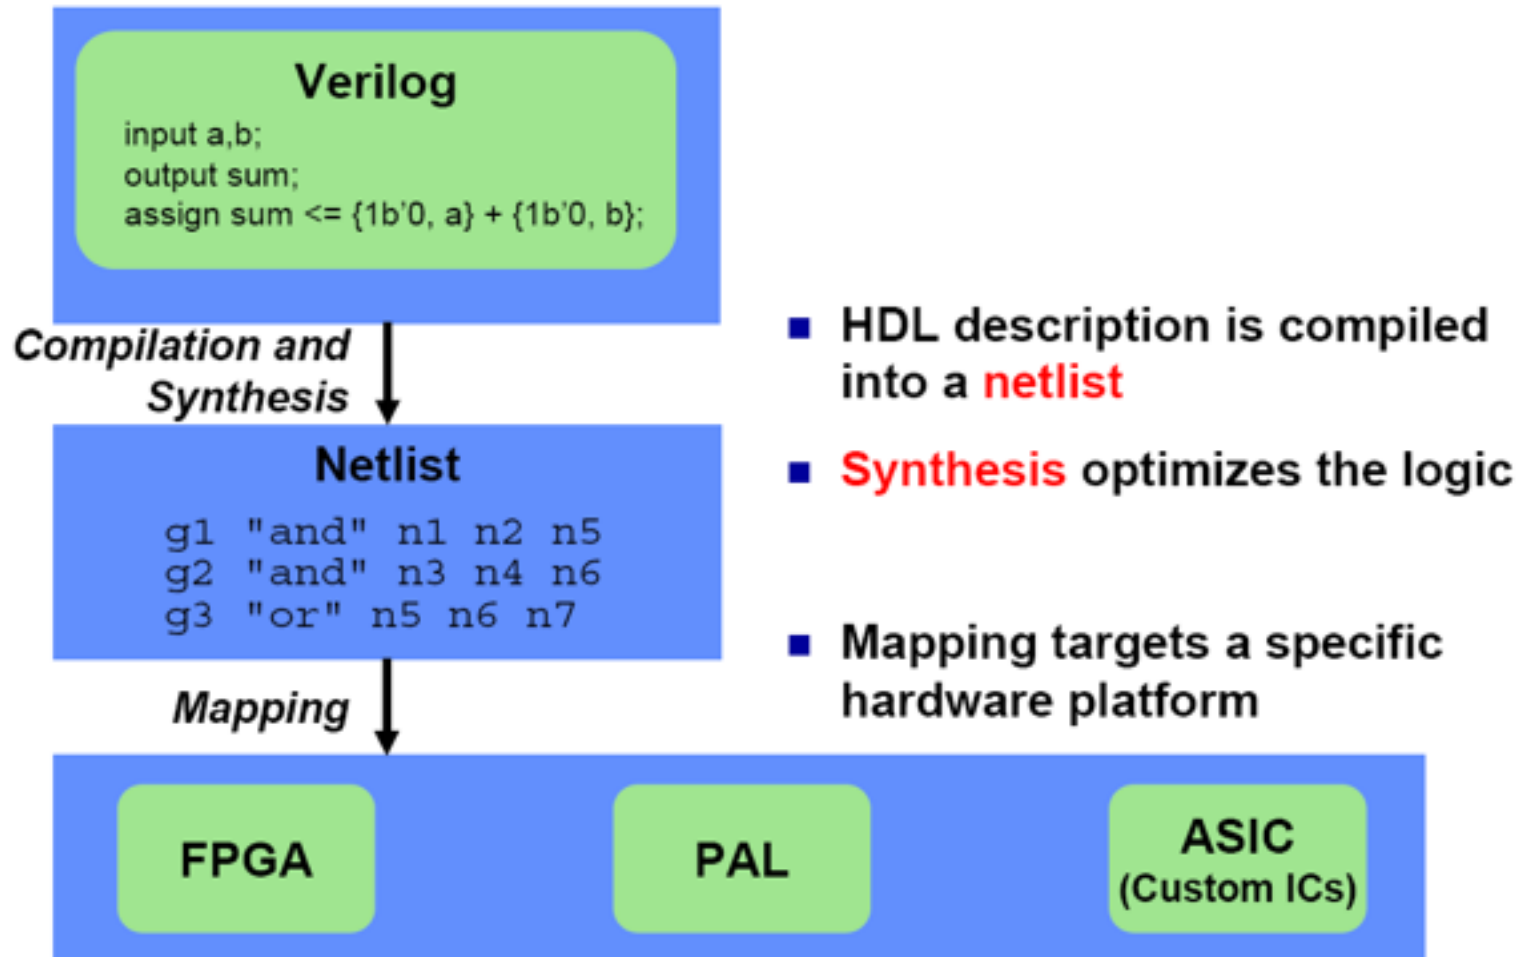 Verilog
input a,b;
output sum;
assign sum <= {1b'0, a} + {1b'0, b};
Compilation and
Synthesis
Netlist
g1 "and" n1 n2 n5
g2 "and" n3 n4 n6
g3 "or" n5 n6 n7
Mapping
FPGA
PAL
ASIC
(Custom ICs)
■ HDL description is compiled
into a netlist
■ Synthesis optimizes the logic
■ Mapping targets a specific
hardware platform